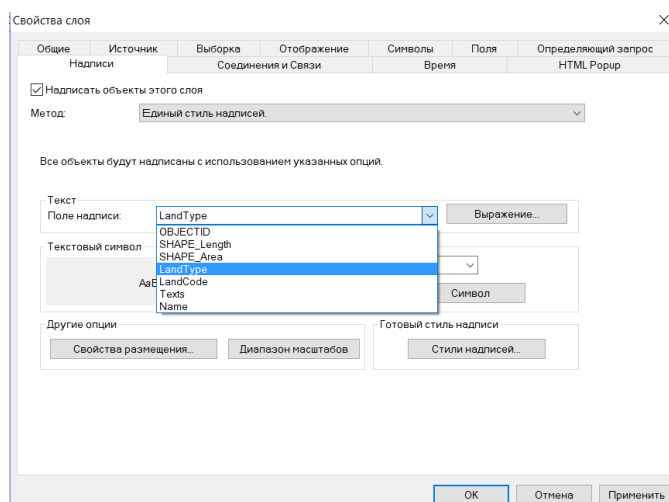 Свойства слоя
Общие Источник Выборка Отображение Символы Поля Определяющий запрос
Надписи Соединения и Связи Время HTML Popup
Надписать объекты этого слоя
Метод: Единый стиль надписей.
Все объекты будут надписаны с использованием указанных опций.
Текст
Поле надписи: LandType Выражение...
OBJECTID
SHAPE_Length
SHAPE_Area
LandType
LandCode
Texts
Name
Текстовый символ
Символ
Другие опции Готовый стиль надписи
Свойства размещения... Диапазон масштабов Стили надписей...
OK Отмена Применить